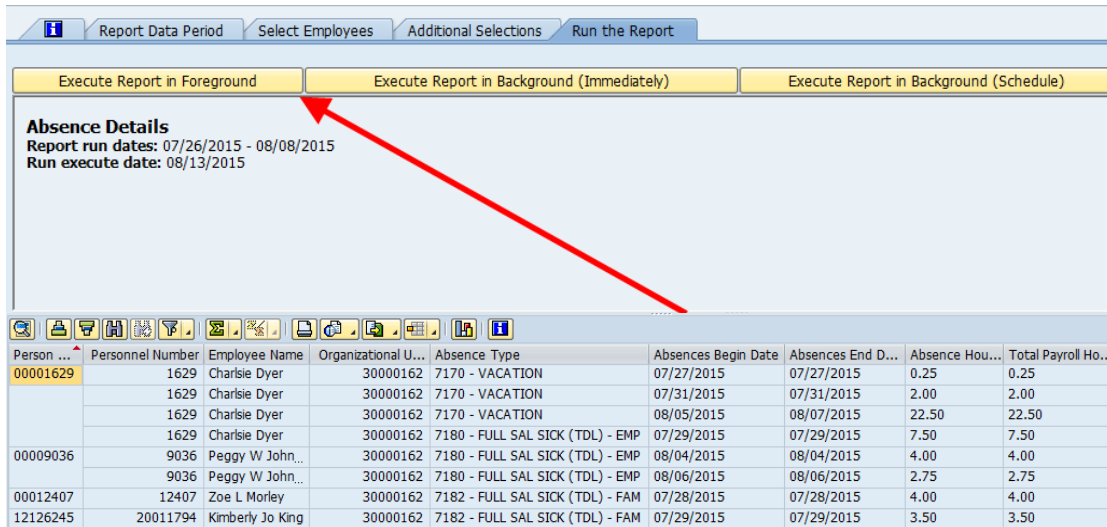 Report Data Period Select Employees Additional Selections Run the Report
Execute Report in Foreground Execute Report in Background (Immediately) Execute Report in Background (Schedule)
Absence Details
Report run dates: 07/26/2015 - 08/08/2015
Run execute date: 08/13/2015
Person ... Personnel Number Employee Name Organizational U... Absence Type Absences Begin Date Absences End D... Absence Hou... Total Payroll Ho...
00001629 1629 Charlsie Dyer 30000162 7170 - VACATION 07/27/2015 07/27/2015 0.25 0.25
1629 Charlsie Dyer 30000162 7170 - VACATION 07/31/2015 07/31/2015 2.00 2.00
1629 Charlsie Dyer 30000162 7170 - VACATION 08/05/2015 08/07/2015 22.50 22.50
1629 Charlsie Dyer 30000162 7180 - FULL SAL SICK (TDL) - EMP 07/29/2015 07/29/2015 7.50 7.50
00009036 9036 Peggy W John... 30000162 7180 - FULL SAL SICK (TDL) - EMP 08/04/2015 08/04/2015 4.00 4.00
9036 Peggy W John... 30000162 7180 - FULL SAL SICK (TDL) - EMP 08/06/2015 08/06/2015 2.75 2.75
00012407 12407 Zoe L Morley 30000162 7182 - FULL SAL SICK (TDL) - FAM 07/28/2015 07/28/2015 4.00 4.00
12126245 20011794 Kimberly Jo King 30000162 7182 - FULL SAL SICK (TDL) - FAM 07/29/2015 07/29/2015 3.50 3.50